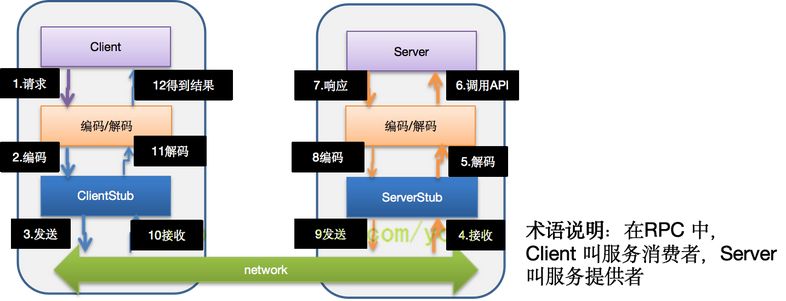 Client
Server
1.请求
12得到结果
7.响应
6.调用API
编码/解码
编码/解码
2.编码
11解码
8编码
5.解码
ClientStub
ServerStub
3.发送
10接收
9发送
4.接收
com/yo
network
术语说明：在RPC 中，
Client 叫服务消费者，Server
叫服务提供者